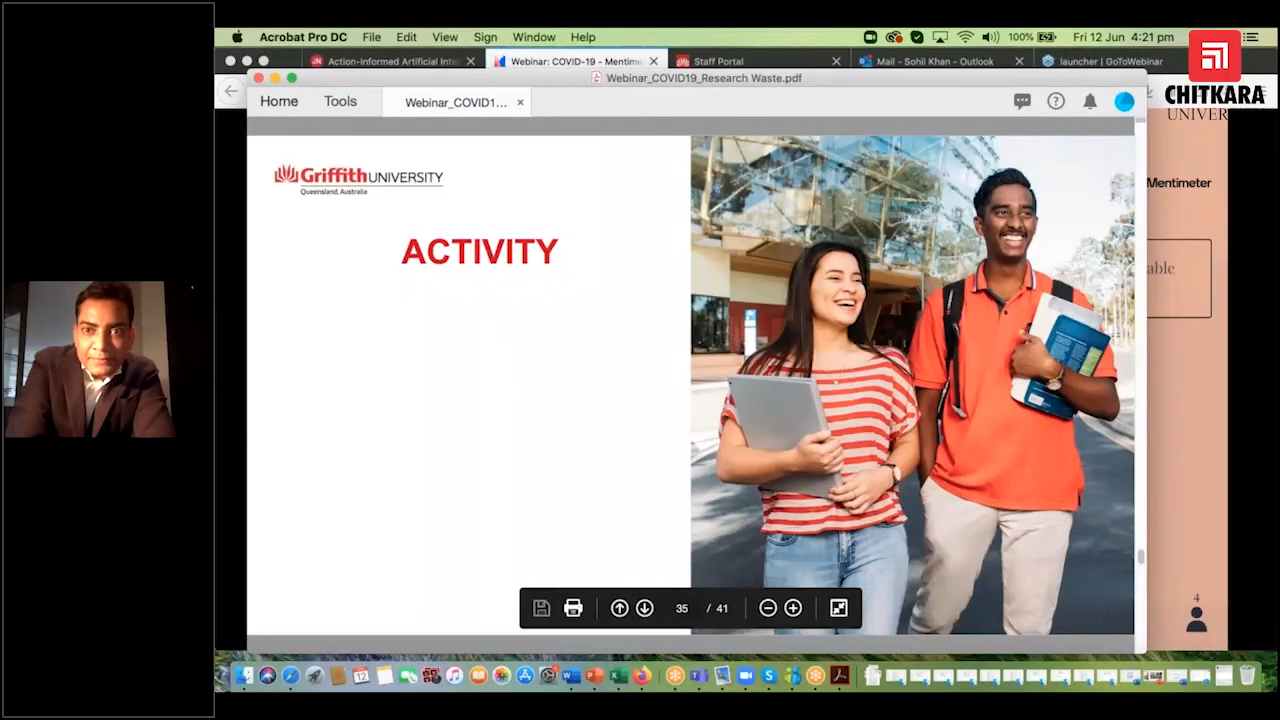 Acrobat Pro DC File Edit View Sign Window Help 100% Fri 12 Jun 4:21 pm
Action-Informed Artificial Inte Webinar: COVID-19 - Mentime Staff Portal Mail – Sohil Khan – Outlook launcher | GoToWebinar
Webinar_COVID19_Research Waste.pdf
Home Tools Webinar_COVID1...
CHITKARA
UNIVER
Griffith UNIVERSITY
Queensland, Australia
Mentimeter
ACTIVITY
able
35 / 41
4